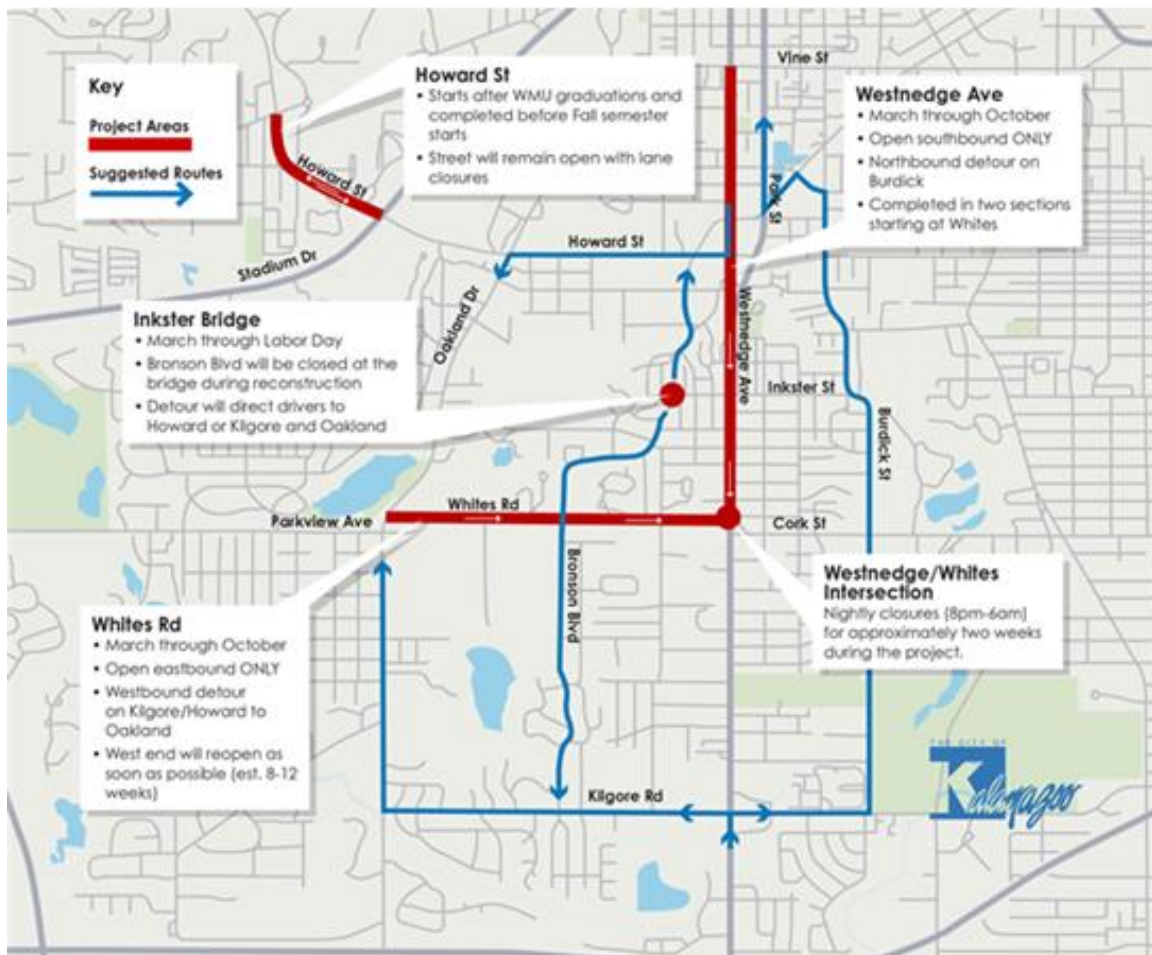 Key
Project Areas
Suggested Routes
Howard St
• Starts after WMU graduations and
completed before Fall semester
starts
• Street will remain open with lane
closures
Vine St
Westnedge Ave
• March through October
• Open southbound ONLY
• Northbound detour on
Burdick
• Completed in two sections
starting at Whites
Howard St
Stadium Dr
Howard St
Park St
Oakland Dr
Westnedge Ave
Inkster Bridge
• March through Labor Day
• Bronson Blvd will be closed at the
bridge during reconstruction
• Detour will direct drivers to
Howard or Kilgore and Oakland
Inkster St
Burdick St
Whites Rd
Parkview Ave
Cork St
Bronson Blvd
Westnedge/Whites
Intersection
Nightly closures (8pm-6am)
for approximately two weeks
during the project.
Whites Rd
• March through October
• Open eastbound ONLY
• Westbound detour
on Kilgore/Howard to
Oakland
• West end will reopen as
soon as possible (est. 8-12
weeks)
Kilgore Rd
THE CITY OF
Kalamazoo